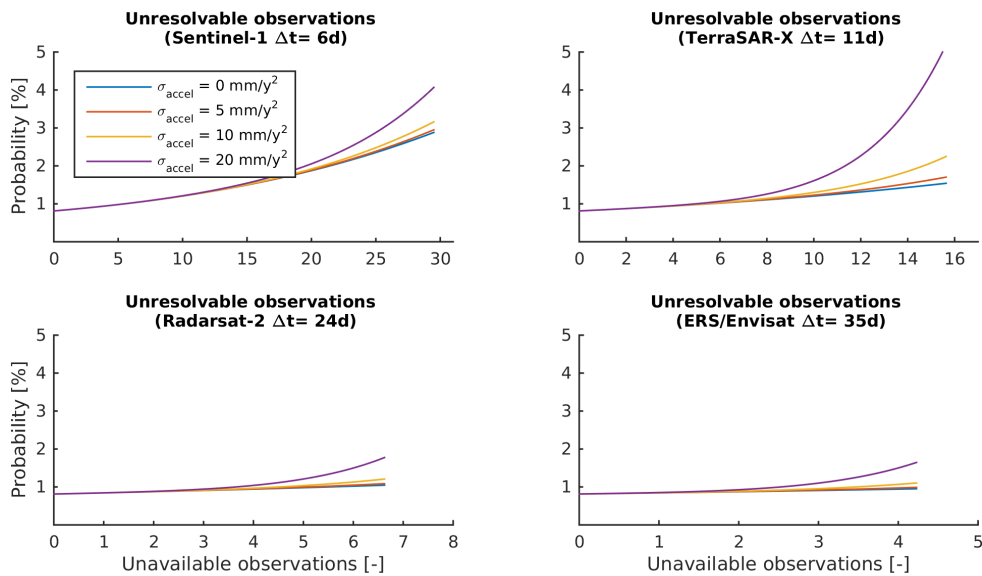 Unresolvable observations
(Sentinel-1 Δt= 6d)
Probability [%]
5
4
3
2
1
σaccel = 0 mm/y2
σaccel = 5 mm/y2
σaccel = 10 mm/y2
σaccel = 20 mm/y2
0 5 10 15 20 25 30
Unresolvable observations
(TerraSAR-X Δt= 11d)
5
4
3
2
1
0 2 4 6 8 10 12 14 16
Unresolvable observations
(Radarsat-2 Δt= 24d)
Probability [%]
5
4
3
2
1
0 1 2 3 4 5 6 7 8
Unavailable observations [-]
Unresolvable observations
(ERS/Envisat Δt= 35d)
5
4
3
2
1
0 1 2 3 4 5
Unavailable observations [-]